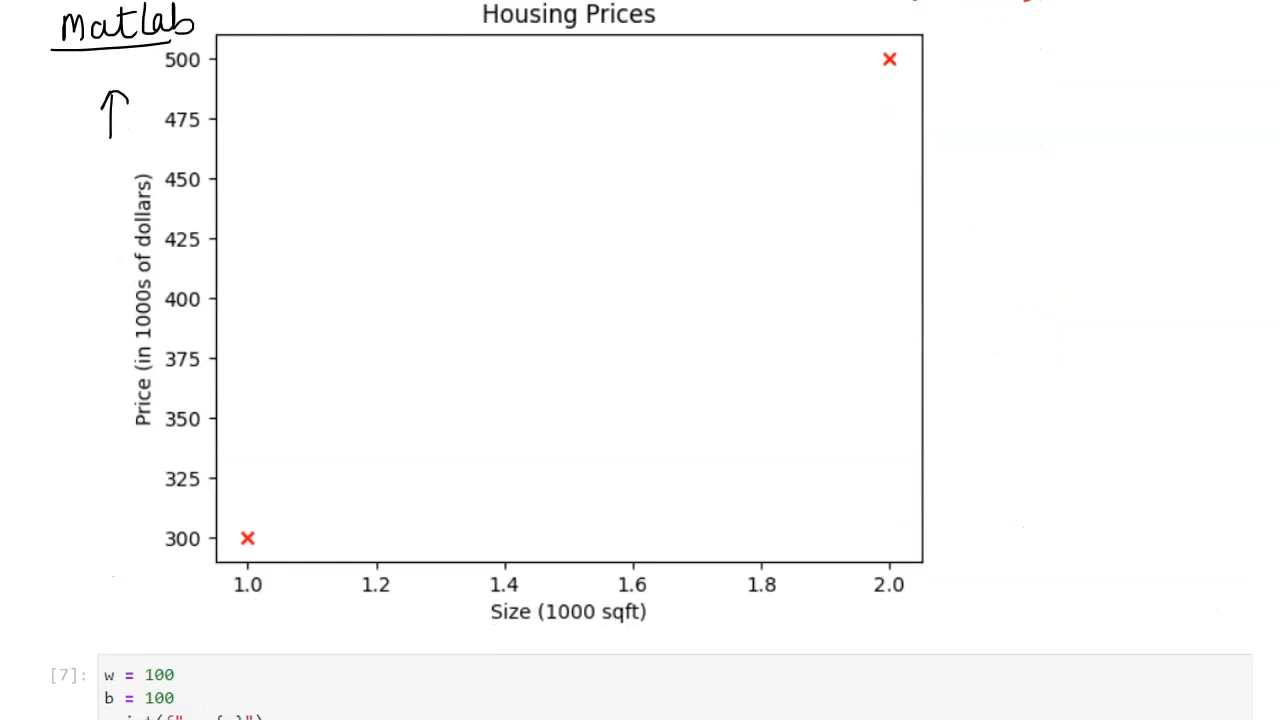 Matlab
Housing Prices
500
475
450
425
400
375
350
325
300
Price (in 1000s of dollars)
1.0 1.2 1.4 1.6 1.8 2.0
Size (1000 sqft)
[7]: w = 100
b = 100